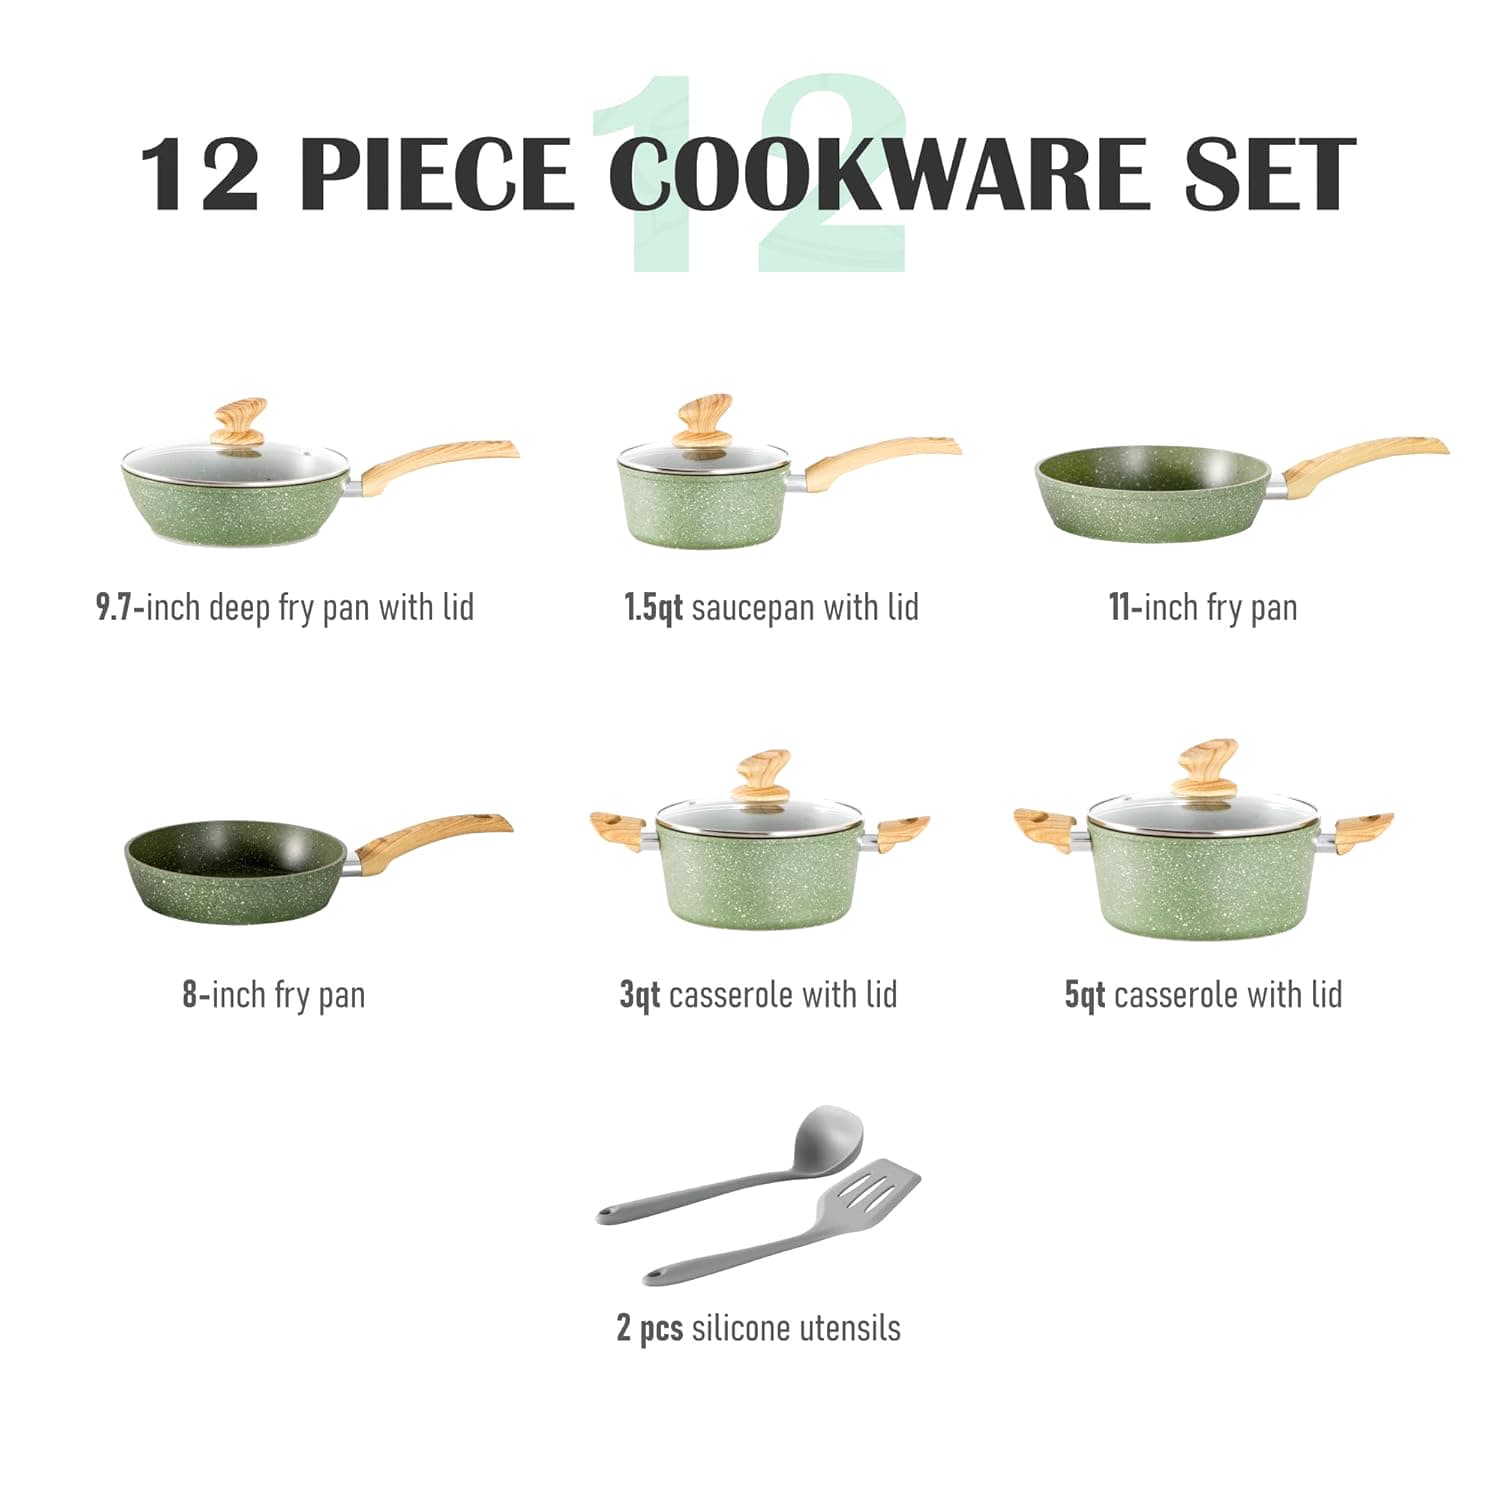 12
12 PIECE COOKWARE SET
9.7-inch deep fry pan with lid
1.5qt saucepan with lid
11-inch fry pan
8-inch fry pan
3qt casserole with lid
5qt casserole with lid
2 pcs silicone utensils